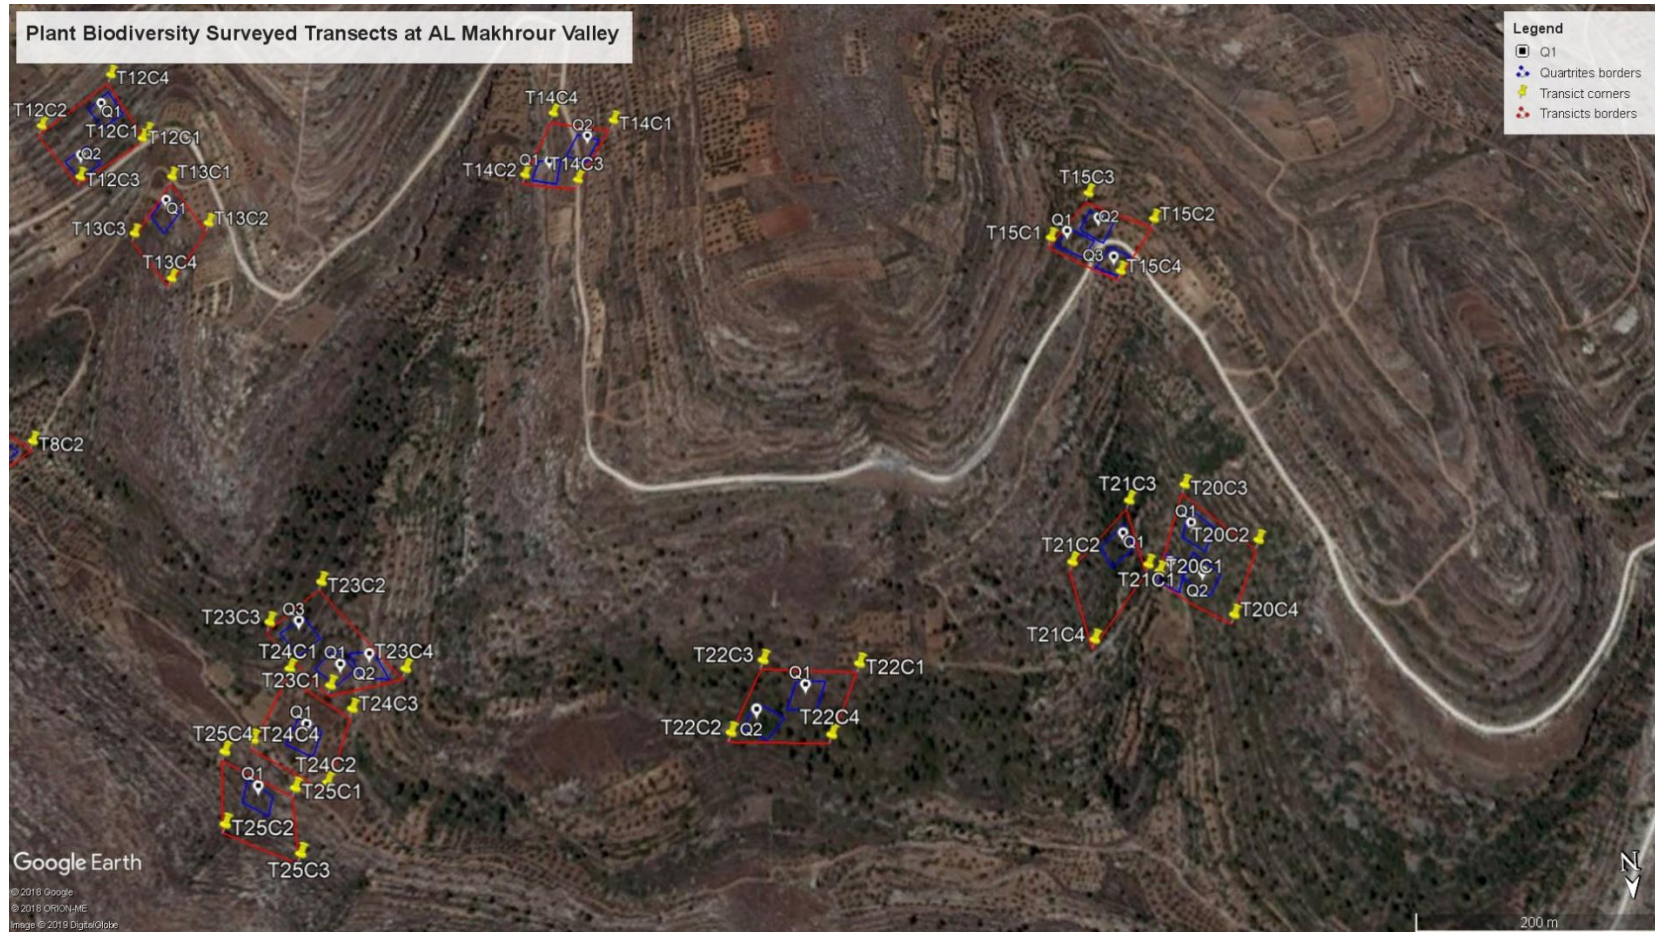 Plant Biodiversity Surveyed Transects at AL Makhrour Valley
Legend
Q1
Quartrites borders
Transict corners
Transicts borders
T12C4
T12C2
Q1
T12C1
T12C1
Q2
T12C3
T13C1
Q1
T13C3
T13C2
T13C4
T14C4
T14C1
Q2
Q1
T14C2
T14C3
T15C3
T15C2
Q1
Q2
T15C1
Q3
T15C4
T8C2
T21C3
T20C3
Q1
T20C2
Q1
T21C2
T20C1
T21C1
Q2
T20C4
T21C4
T23C2
Q3
T23C3
T24C1
Q1
T23C4
Q2
T23C1
T24C3
T22C3
T22C1
Q1
T22C4
T22C2
Q2
Q1
T25C4
T24C4
T24C2
Q1
T25C1
T25C2
T25C3
Google Earth
© 2018 Google
© 2018 ORION-ME
Image © 2019 DigitalGlobe
N
200 m